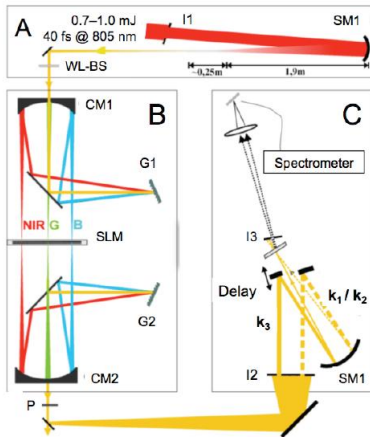 A
0.7–1.0 mJ
40 fs @ 805 nm
I1
SM1
~0,25m
1,9m
WL-BS
CM1
B
G1
NIR G B
SLM
G2
CM2
P
C
Spectrometer
I3
Delay
k1 / k2
k3
I2
SM1